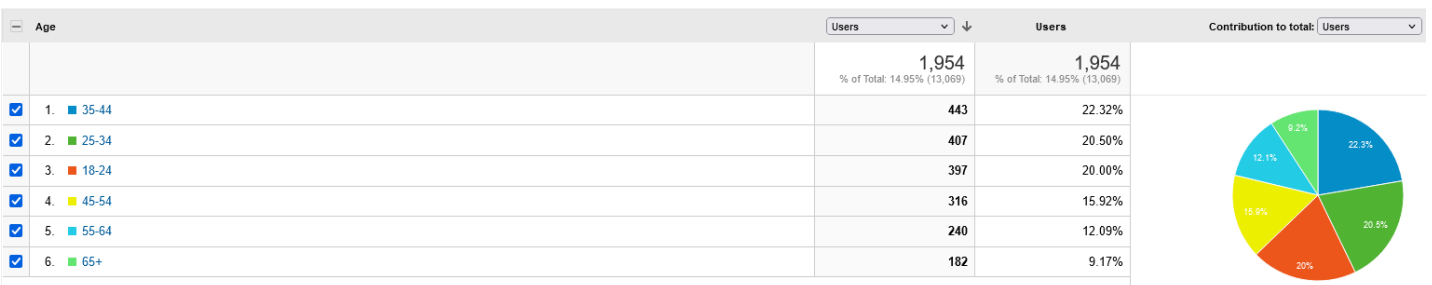 Age Users Users Contribution to total: Users
1,954 1,954
% of Total: 14.95% (13,069) % of Total: 14.95% (13,069)
1. 35-44 443 22.32%
2. 25-34 407 20.50%
3. 18-24 397 20.00%
4. 45-54 316 15.92%
5. 55-64 240 12.09%
6. 65+ 182 9.17%
9.2%
22.3%
12.1%
15.9%
20.5%
20%